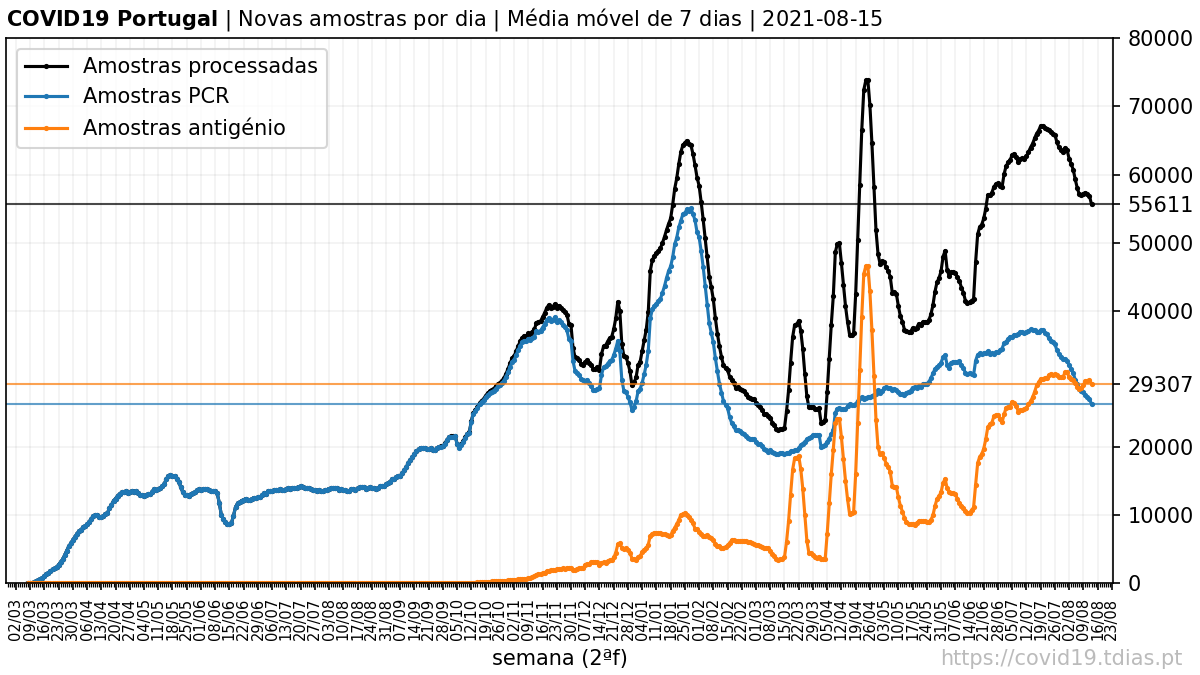 COVID19 Portugal | Novas amostras por dia | Média móvel de 7 dias | 2021-08-15
Amostras processadas
Amostras PCR
Amostras antigénio
80000
70000
60000
55611
50000
40000
29307
20000
10000
0
02/03 09/03 16/03 23/03 30/03 06/04 13/04 20/04 27/04 04/05 11/05 18/05 25/05 01/06 08/06 15/06 22/06 29/06 06/07 13/07 20/07 27/07 03/08 10/08 17/08 24/08 31/08 07/09 14/09 21/09 28/09 05/10 12/10 19/10 26/10 02/11 09/11 16/11 23/11 30/11 07/12 14/12 21/12 28/12 04/01 11/01 18/01 25/01 01/02 08/02 15/02 22/02 01/03 08/03 15/03 22/03 29/03 05/04 12/04 19/04 26/04 03/05 10/05 17/05 24/05 31/05 07/06 14/06 21/06 28/06 05/07 12/07 19/07 26/07 02/08 09/08 16/08 23/08
semana (2ªf)
https://covid19.tdias.pt